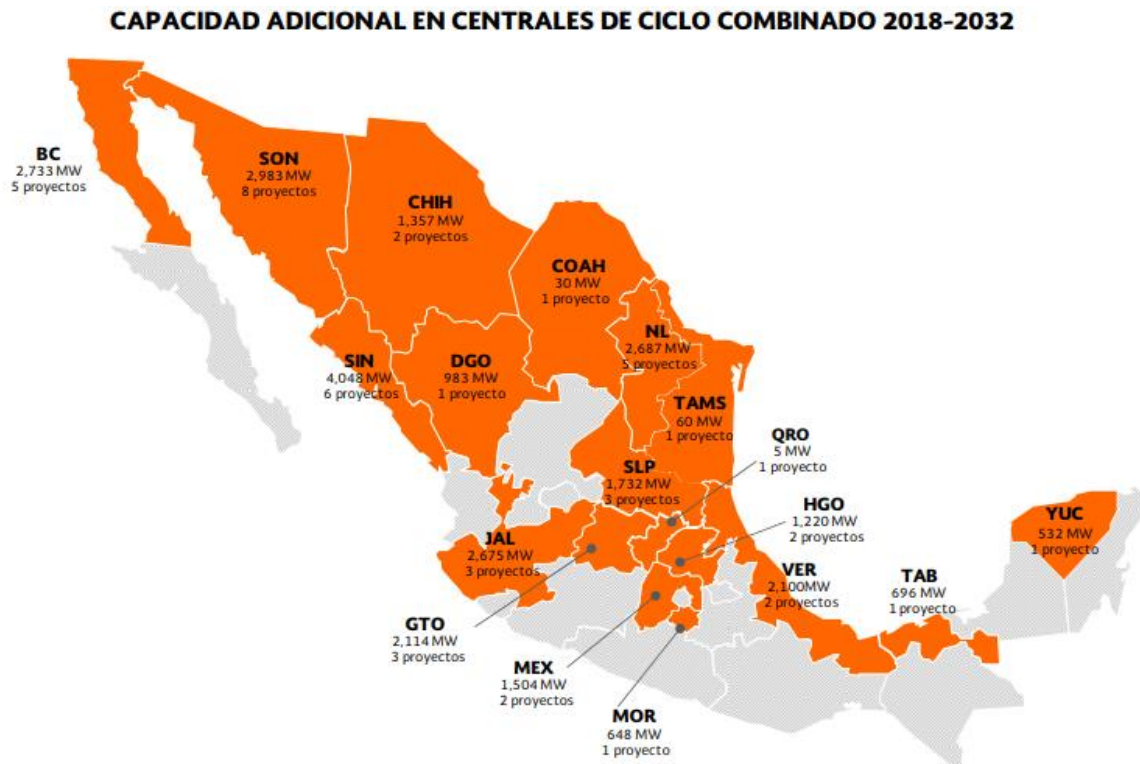 CAPACIDAD ADICIONAL EN CENTRALES DE CICLO COMBINADO 2018-2032
BC
2,733 MW
5 proyectos
SON
2,983 MW
8 proyectos
CHIH
1,357 MW
2 proyectos
COAH
30 MW
1 proyecto
NL
2,687 MW
5 proyectos
SIN
4,048 MW
6 proyectos
DGO
983 MW
1 proyecto
TAMS
60 MW
1 proyecto
QRO
5 MW
1 proyecto
SLP
1,732 MW
3 proyectos
HGO
1,220 MW
2 proyectos
YUC
532 MW
1 proyecto
JAL
2,675 MW
3 proyectos
VER
2,100MW
2 proyectos
TAB
696 MW
1 proyecto
GTO
2,114 MW
3 proyectos
MEX
1,504 MW
2 proyectos
MOR
648 MW
1 proyecto